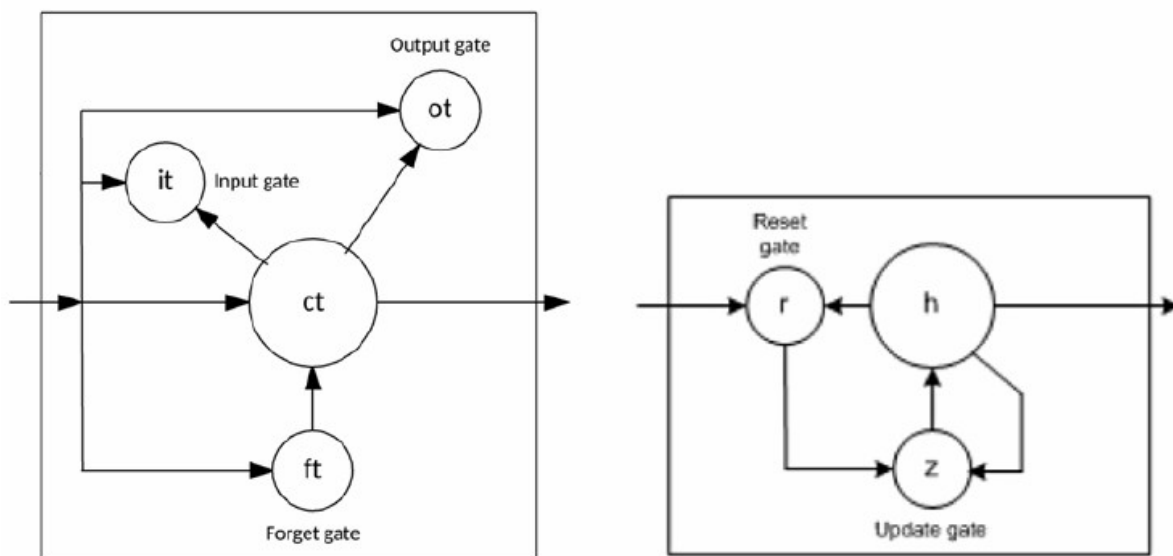 Output gate
ot
it
Input gate
ct
ft
Forget gate
Reset
gate
r
h
z
Update gate